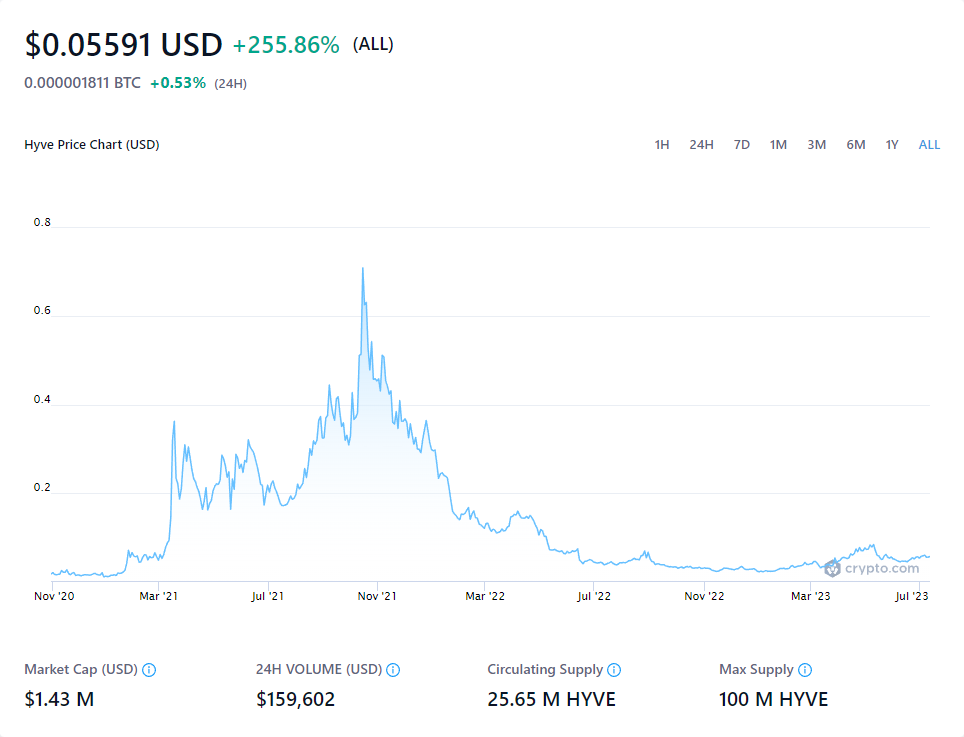 $0.05591 USD +255.86% (ALL)
0.000001811 BTC +0.53% (24H)
Hyve Price Chart (USD) 1H 24H 7D 1M 3M 6M 1Y ALL
0.8
0.6
0.4
0.2
crypto.com
Nov '20 Mar '21 Jul '21 Nov '21 Mar '22 Jul '22 Nov '22 Mar '23 Jul '23
Market Cap (USD) 24H VOLUME (USD) Circulating Supply Max Supply
$1.43 M $159,602 25.65 M HYVE 100 M HYVE